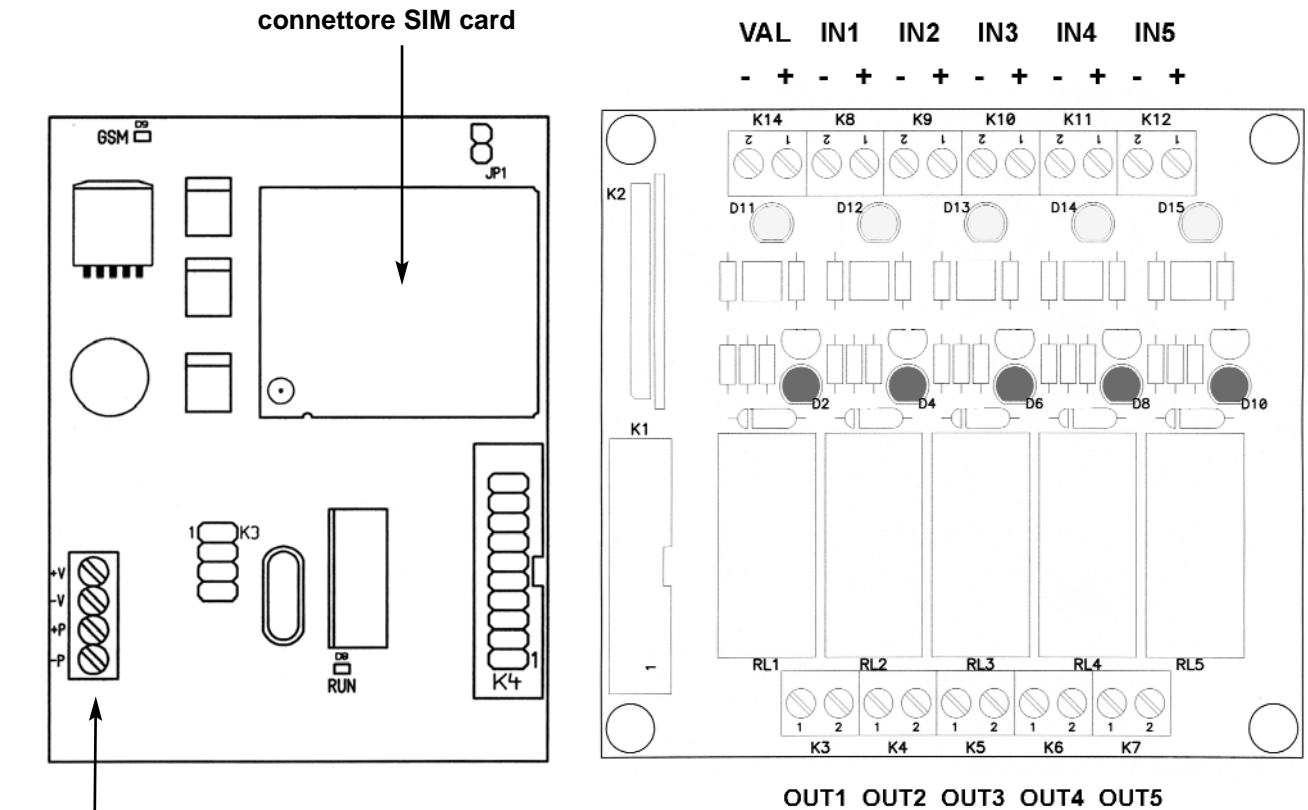 connettore SIM card
D9
GSM
JP1
1 K3
+V
-V
+P
-P
D9
RUN
1
K4
VAL IN1 IN2 IN3 IN4 IN5
- + - + - + - + - + - +
K14 K8 K9 K10 K11 K12
2 1 2 1 2 1 2 1 2 1 2 1
K2
D11 D12 D13 D14 D15
D2 D4 D6 D8 D10
K1
1
RL1 RL2 RL3 RL4 RL5
1 2 1 2 1 2 1 2 1 2
K3 K4 K5 K6 K7
OUT1 OUT2 OUT3 OUT4 OUT5